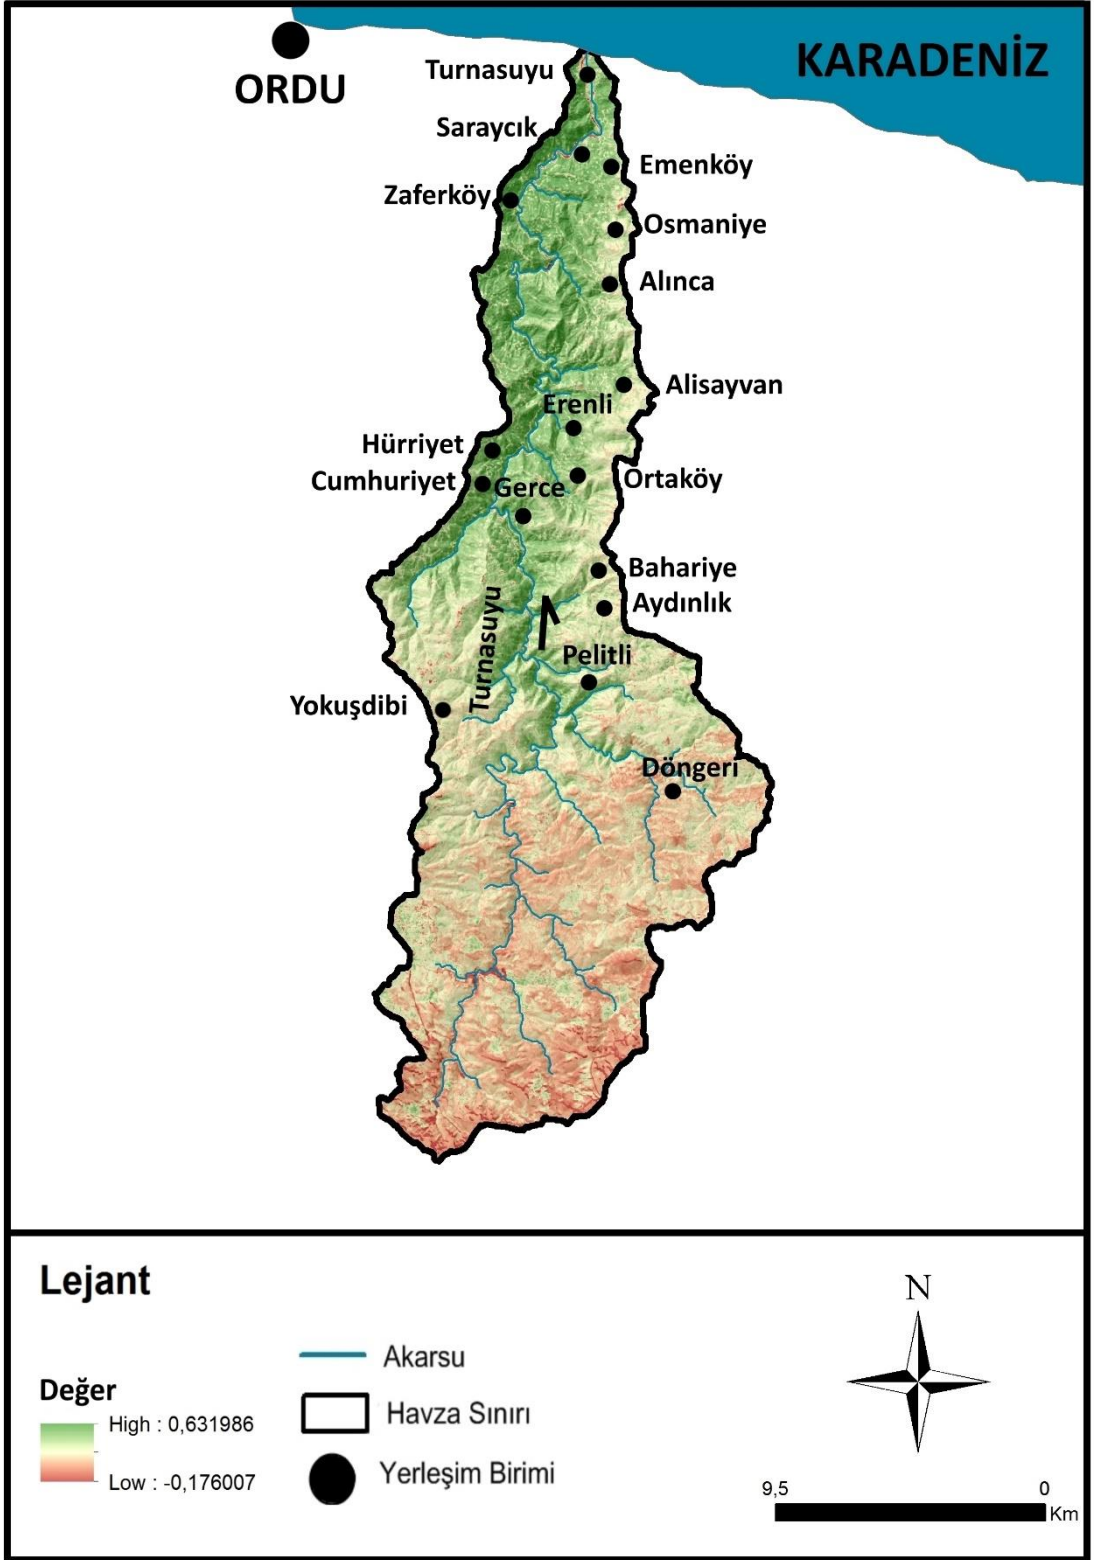 KARADENİZ
ORDU
Turnasuyu
Saraycık
Emenköy
Zaferköy
Osmaniye
Alınca
Alisayvan
Erenli
Hürriyet
Cumhuriyet
Gerce
Ortaköy
Bahariye
Aydınlık
Turnasuyu
Pelitli
Yokuşdibi
Döngeri
Lejant
N
Akarsu
Değer
Havza Sınırı
High : 0,631986
Yerleşim Birimi
Low : -0,176007
9,5 0
Km